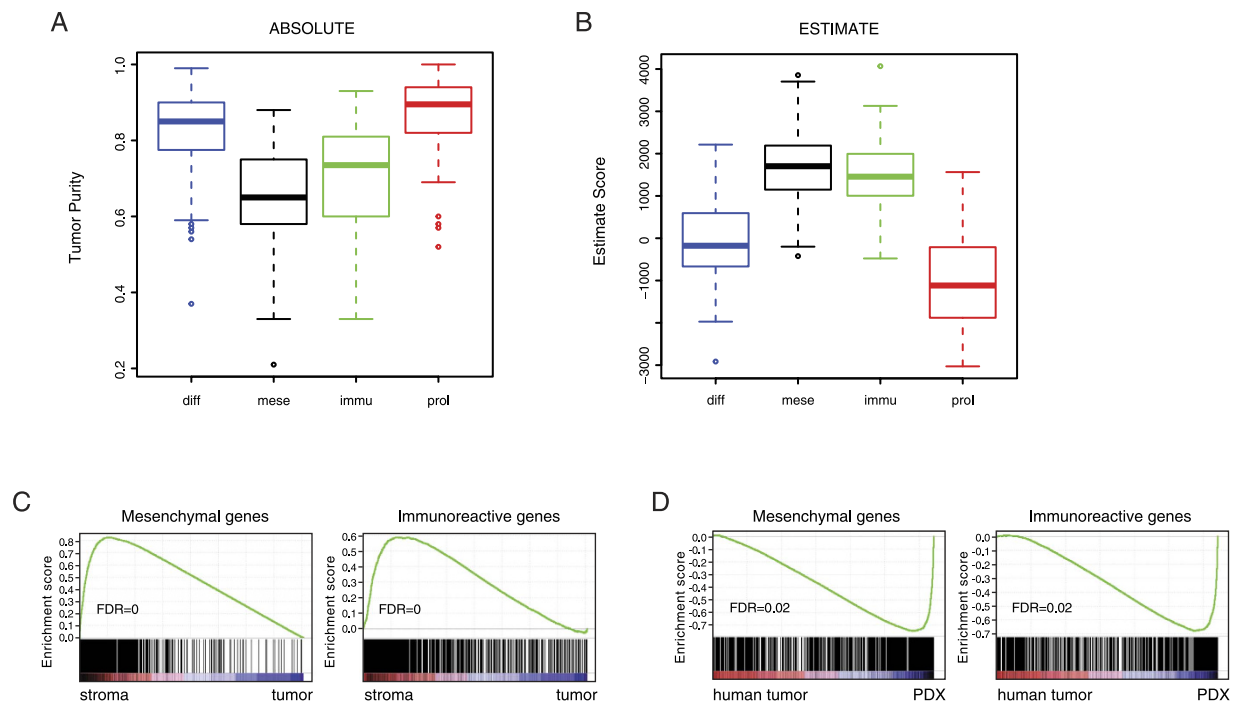 A
ABSOLUTE
Tumor Purity
1.0
0.8
0.6
0.4
0.2
diff mese immu prol
B
ESTIMATE
Estimate Score
4000
3000
2000
1000
0
−1000
−3000
diff mese immu prol
C
Mesenchymal genes
Enrichment score
0.8
0.7
0.6
0.5
0.4
0.3
0.2
0.1
0.0
FDR=0
stroma tumor
Immunoreactive genes
Enrichment score
0.6
0.5
0.4
0.3
0.2
0.1
0.0
FDR=0
stroma tumor
D
Mesenchymal genes
Enrichment score
0.0
-0.1
-0.2
-0.3
-0.4
-0.5
-0.6
-0.7
FDR=0.02
human tumor PDX
Immunoreactive genes
Enrichment score
0.0
-0.1
-0.2
-0.3
-0.4
-0.5
-0.6
-0.7
FDR=0.02
human tumor PDX